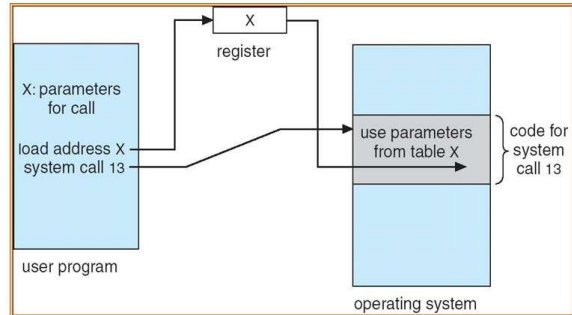 X
register
X: parameters
for call
load address X
system call 13
user program
use parameters
from table X
code for
system
call 13
operating system